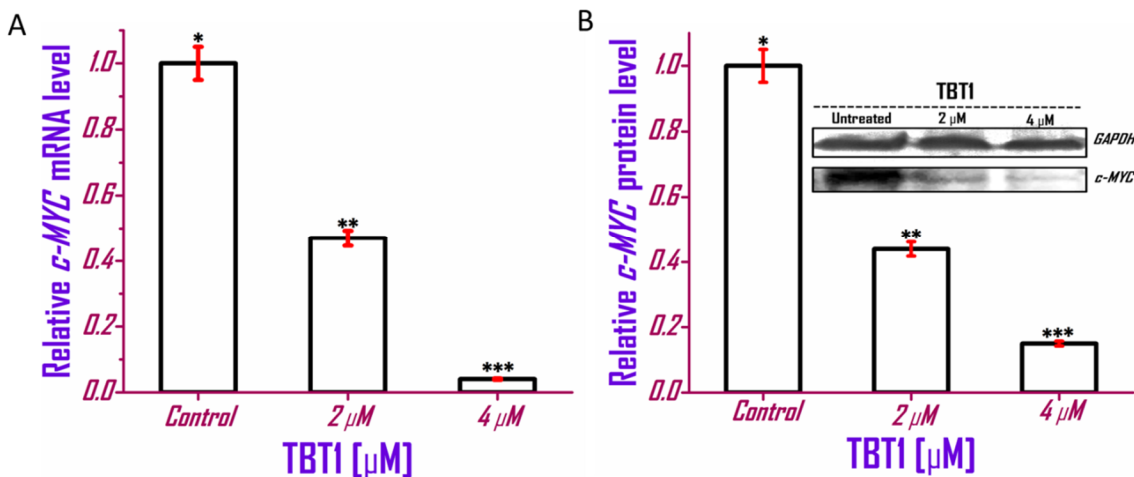 A
Relative c-MYC mRNA level
1.0
0.8
0.6
0.4
0.2
0.0
*
**
***
Control
2 µM
4 µM
TBT1 [µM]
B
Relative c-MYC protein level
1.0
0.8
0.6
0.4
0.2
0.0
*
**
***
TBT1
Untreated 2 µM 4 µM
GAPDH
c-MYC
Control
2 µM
4 µM
TBT1 [µM]